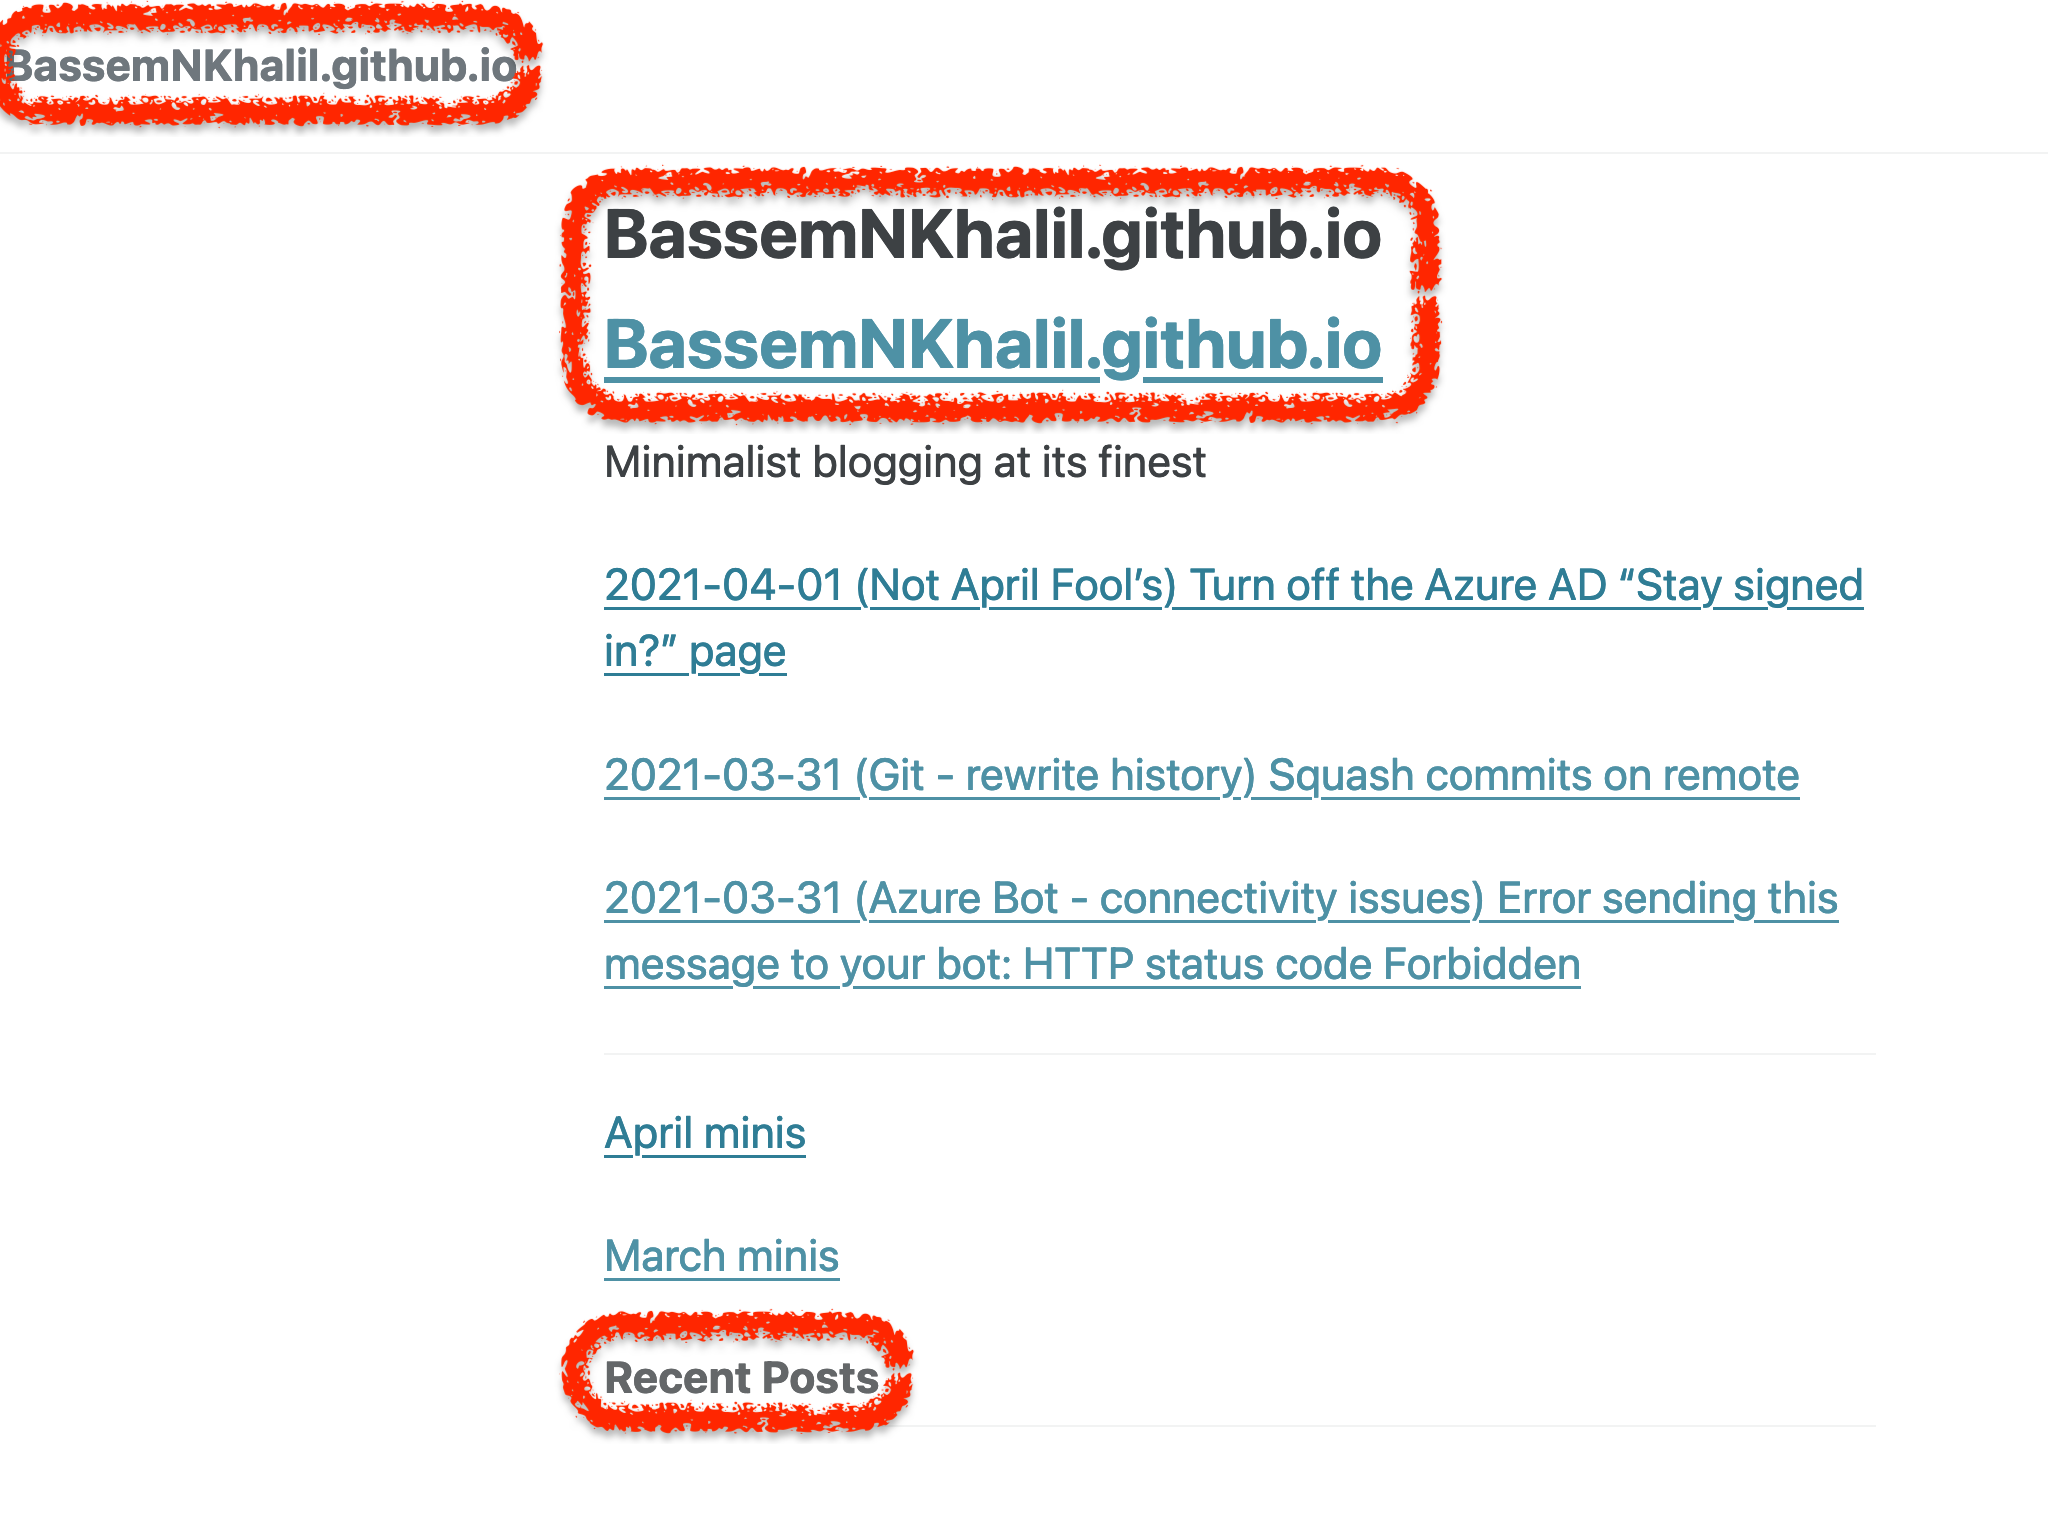 BassemNKhalil.github.io
BassemNKhalil.github.io
BassemNKhalil.github.io
Minimalist blogging at its finest
2021-04-01 (Not April Fool’s) Turn off the Azure AD “Stay signed
in?” page
2021-03-31 (Git - rewrite history) Squash commits on remote
2021-03-31 (Azure Bot - connectivity issues) Error sending this
message to your bot: HTTP status code Forbidden
April minis
March minis
Recent Posts